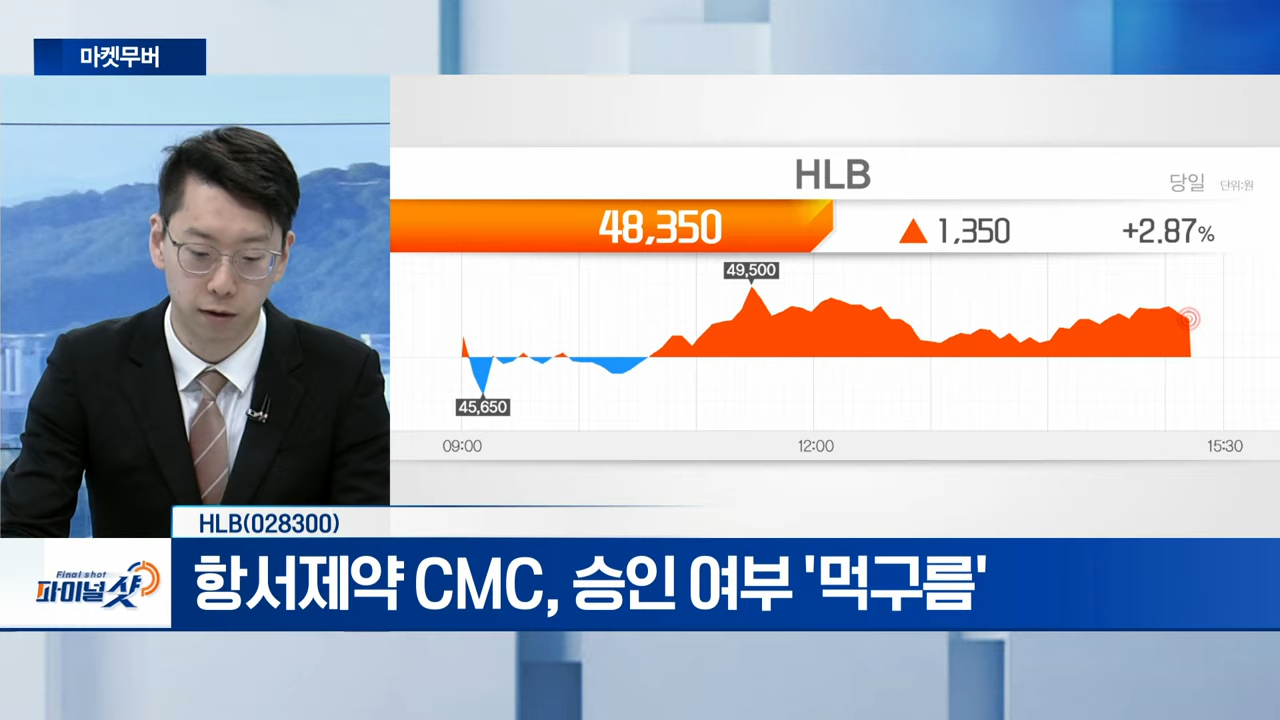 마켓무버
HLB
당일 단위:원
48,350 ▲ 1,350 +2.87%
49,500
45,650
09:00 12:00 15:30
HLB(028300)
Final shot
파이널샷
항서제약 CMC, 승인 여부 '먹구름'